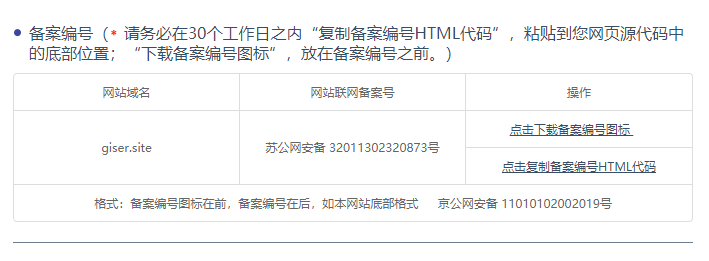 备案编号（* 请务必在30个工作日之内“复制备案编号HTML代码”，粘贴到您网页源代码中
的底部位置；“下载备案编号图标”，放在备案编号之前。）
网站域名 网站联网备案号 操作
giser.site 苏公网安备 32011302320873号 点击下载备案编号图标
点击复制备案编号HTML代码
格式：备案编号图标在前，备案编号在后，如本网站底部格式 京公网安备 11010102002019号